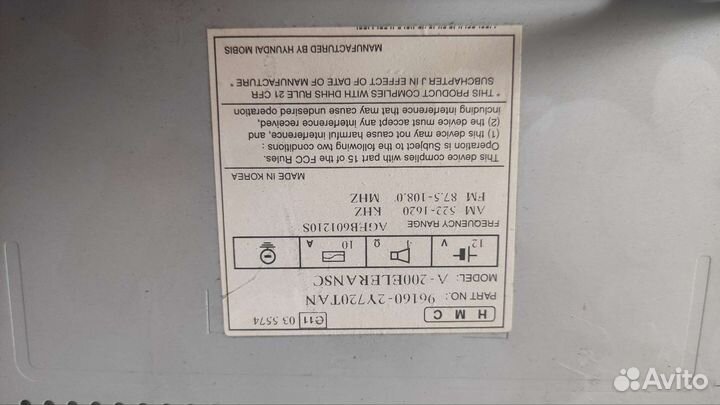 HMC e11 03 5574
PART NO.: 96160-2Y720TAN
MODEL: A-200ELERANSC
12 V 4 Ω 10 A
FREQUENCY RANGE AGFB601210S
AM 522-1620 KHZ
FM 87.5-108.0 MHZ
MADE IN KOREA
This device complies with part 15 of the FCC Rules.
Operation is Subject to the following two conditions :
(1) this device may not cause harmful interference, and,
(2) the device must accept any interference received,
including interference that may cause undesired operation
* THIS PRODUCT COMPLIES WITH DHHS RULE 21 CFR
SUBCHAPTER J IN EFFECT OF DATE OF MANUFACTURE *
MANUFACTURED BY HYUNDAI MOBIS
Avito